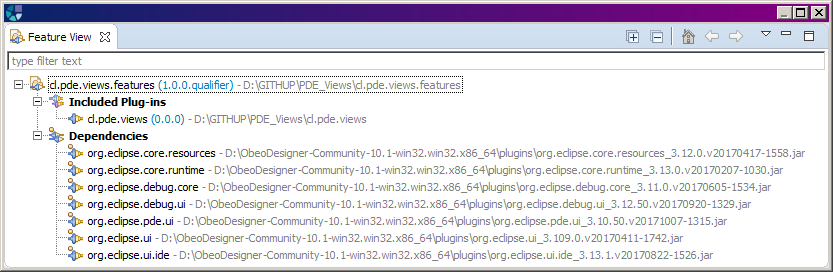 Feature View
type filter text
cl.pde.views.features (1.0.0.qualifier) - D:\GITHUP\PDE_Views\cl.pde.views.features
Included Plug-ins
cl.pde.views (0.0.0) - D:\GITHUP\PDE_Views\cl.pde.views
Dependencies
org.eclipse.core.resources - D:\ObeoDesigner-Community-10.1-win32.win32.x86_64\plugins\org.eclipse.core.resources_3.12.0.v20170417-1558.jar
org.eclipse.core.runtime - D:\ObeoDesigner-Community-10.1-win32.win32.x86_64\plugins\org.eclipse.core.runtime_3.13.0.v20170207-1030.jar
org.eclipse.debug.core - D:\ObeoDesigner-Community-10.1-win32.win32.x86_64\plugins\org.eclipse.debug.core_3.11.0.v20170605-1534.jar
org.eclipse.debug.ui - D:\ObeoDesigner-Community-10.1-win32.win32.x86_64\plugins\org.eclipse.debug.ui_3.12.50.v20170920-1329.jar
org.eclipse.pde.ui - D:\ObeoDesigner-Community-10.1-win32.win32.x86_64\plugins\org.eclipse.pde.ui_3.10.50.v20171007-1315.jar
org.eclipse.ui - D:\ObeoDesigner-Community-10.1-win32.win32.x86_64\plugins\org.eclipse.ui_3.109.0.v20170411-1742.jar
org.eclipse.ui.ide - D:\ObeoDesigner-Community-10.1-win32.win32.x86_64\plugins\org.eclipse.ui.ide_3.13.1.v20170822-1526.jar